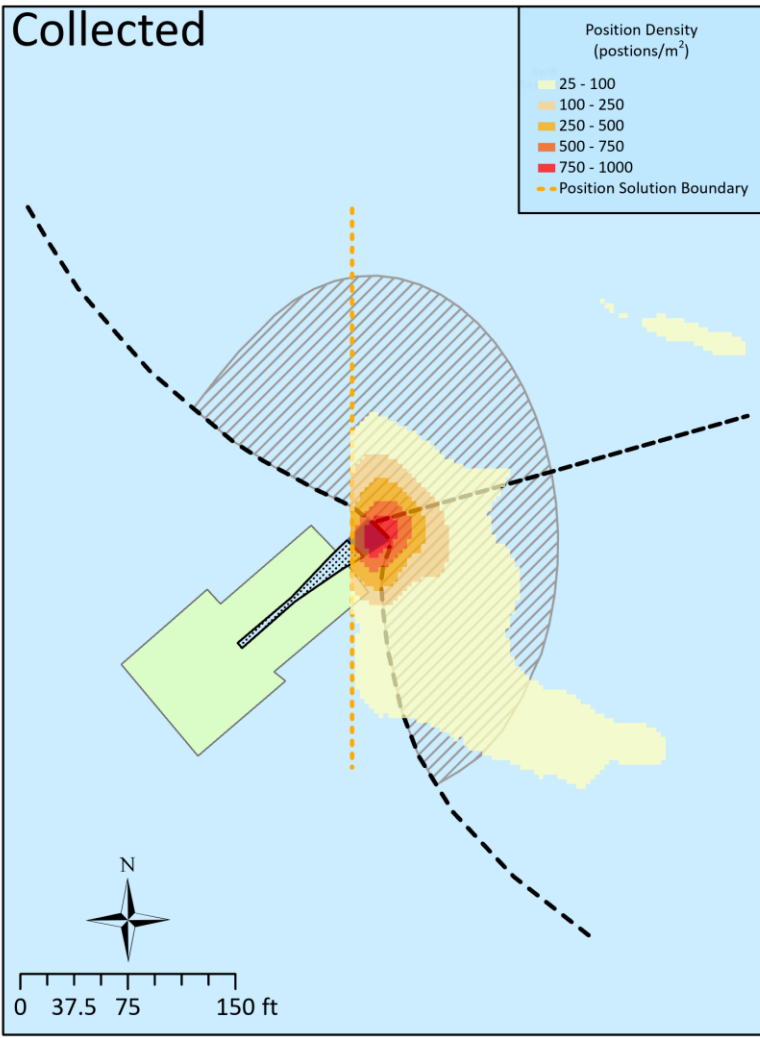 Collected
Position Density
(postions/m²)
25 - 100
100 - 250
250 - 500
500 - 750
750 - 1000
Position Solution Boundary
N
0 37.5 75 150 ft